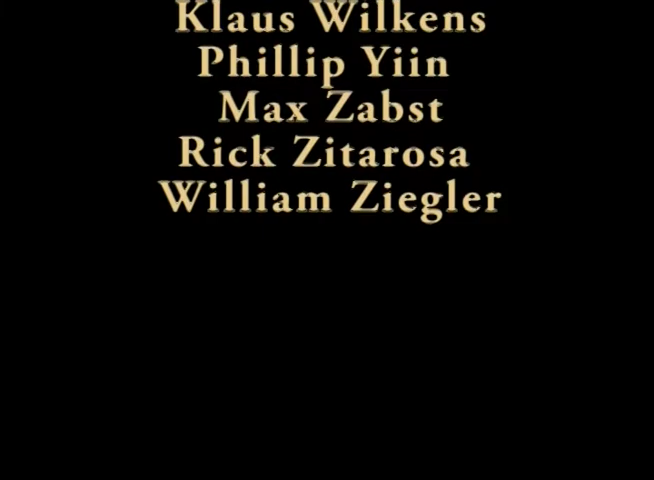 Klaus Wilkens
Phillip Yiin
Max Zabst
Rick Zitarosa
William Ziegler